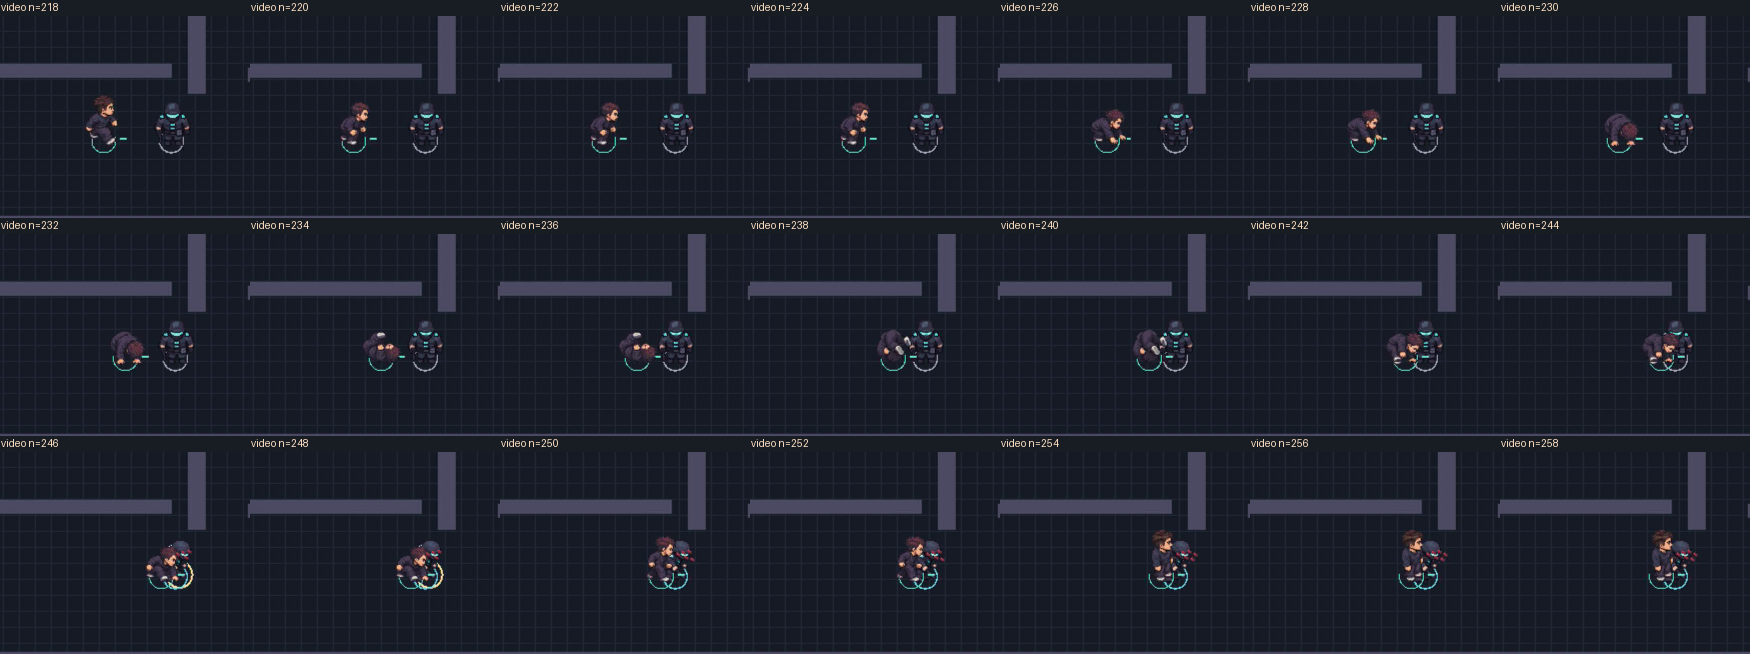 video n=218
video n=220
video n=222
video n=224
video n=226
video n=228
video n=230
video n=232
video n=234
video n=236
video n=238
video n=240
video n=242
video n=244
video n=246
video n=248
video n=250
video n=252
video n=254
video n=256
video n=258